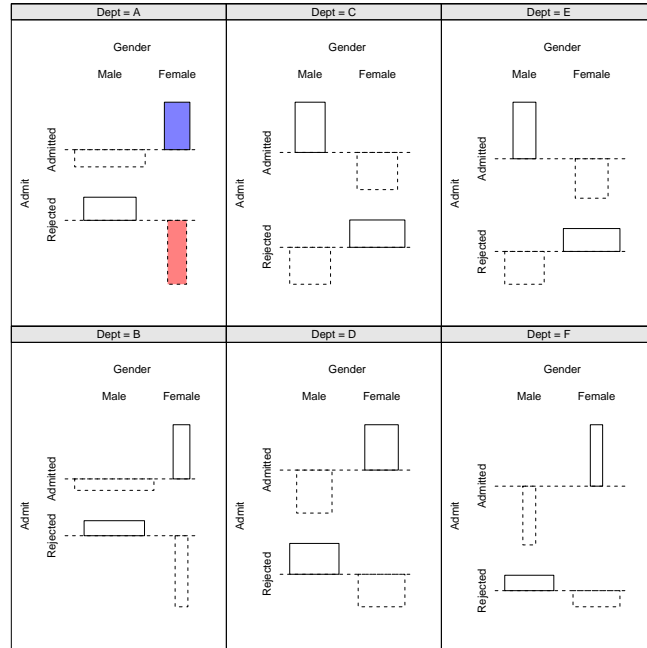 Dept = A
Gender
Male Female
Admit
Admitted
Rejected
Dept = C
Gender
Male Female
Admit
Admitted
Rejected
Dept = E
Gender
Male Female
Admit
Admitted
Rejected
Dept = B
Gender
Male Female
Admit
Admitted
Rejected
Dept = D
Gender
Male Female
Admit
Admitted
Rejected
Dept = F
Gender
Male Female
Admit
Admitted
Rejected